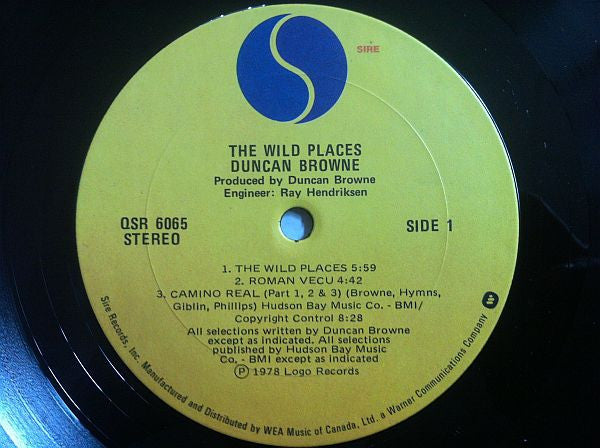 SIRE
THE WILD PLACES
DUNCAN BROWNE
Produced by Duncan Browne
Engineer: Ray Hendriksen
QSR 6065
STEREO
SIDE 1
1. THE WILD PLACES 5:59
2. ROMAN VECU 4:42
3. CAMINO REAL (Part 1, 2 & 3) (Browne, Hymns,
Giblin, Phillips) Hudson Bay Music Co. - BMI/
Copyright Control 8:28
All selections written by Duncan Browne
except as indicated. All selections
published by Hudson Bay Music
Co. - BMI except as indicated
Ⓟ 1978 Logo Records
Sire Records, Inc. Manufactured and Distributed by WEA Music of Canada, Ltd. a Warner Communications Company